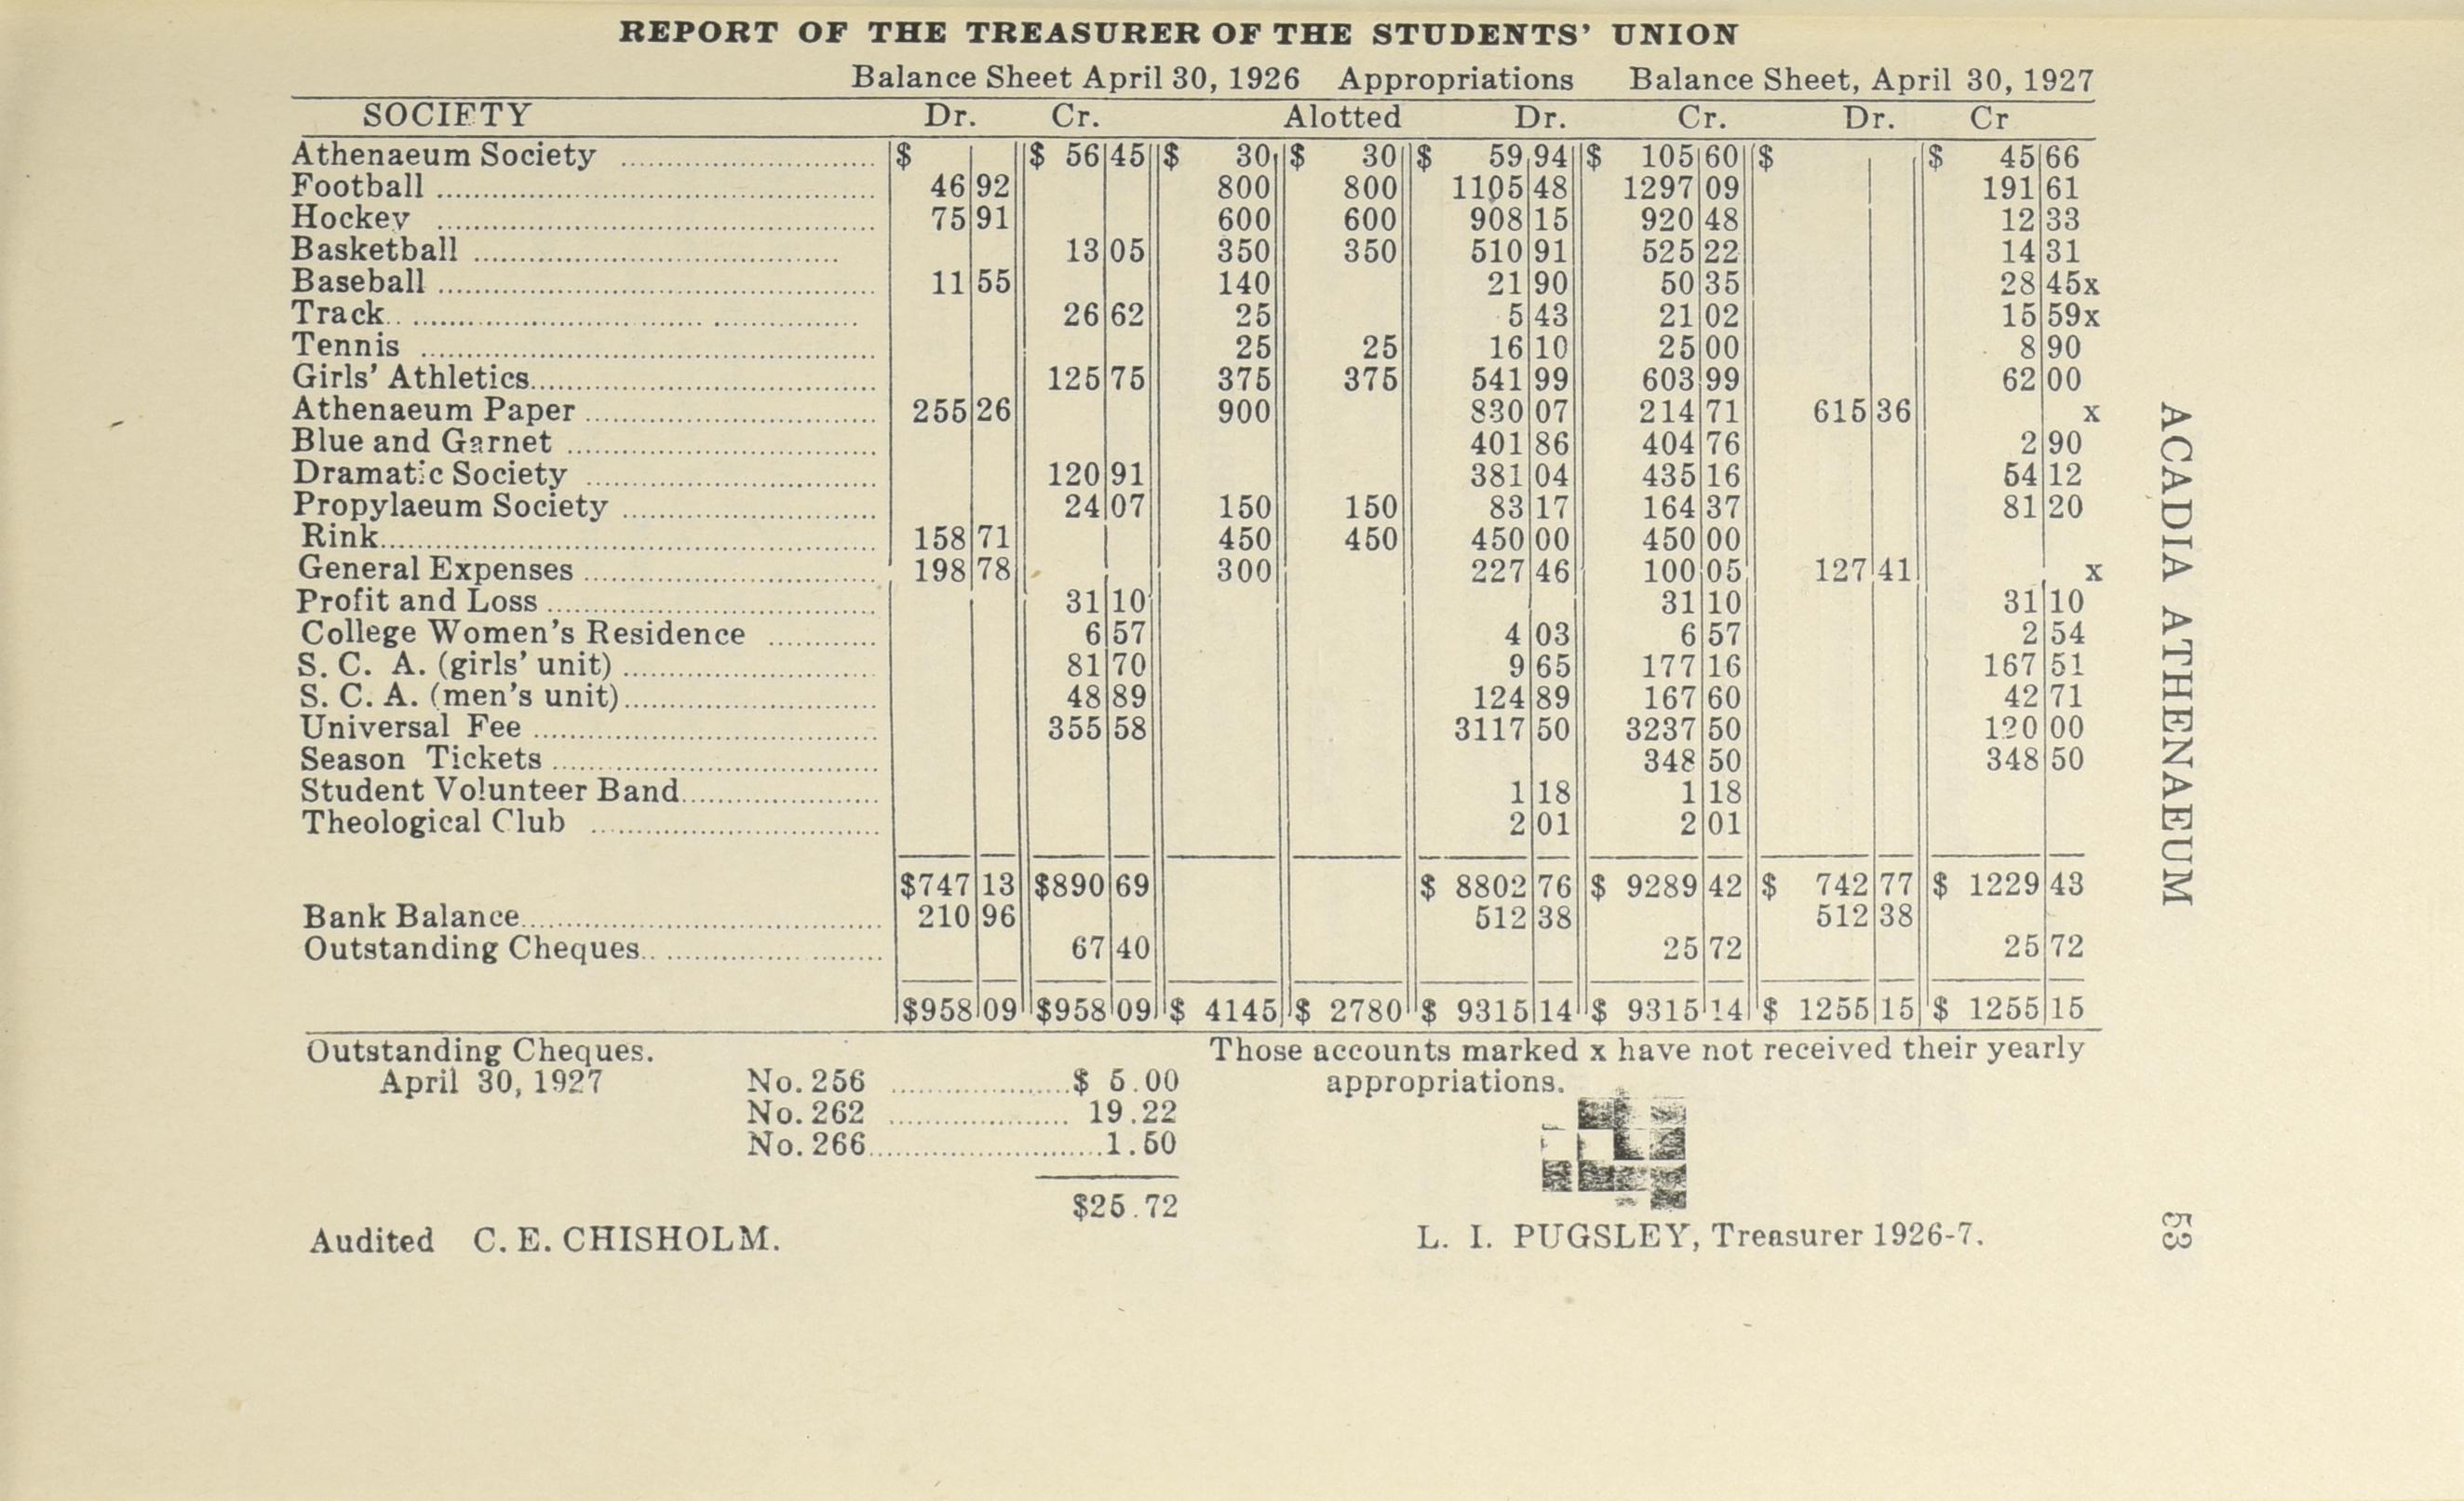 REPORT OF THE TREASURER OF THE STUDENTS' UNION
Balance Sheet April 30, 1926 Appropriations Balance Sheet, April 30, 1927
SOCIETY Dr. Cr. Alotted Dr. Cr. Dr. Cr
Athenaeum Society $ $ 56 45 $ 30 $ 30 $ 59 94 $ 105 60 $ $ 45 66
Football 46 92 800 800 1105 48 1297 09 191 61
Hockey 75 91 600 600 908 15 920 48 12 33
Basketball 13 05 350 350 510 91 525 22 14 31
Baseball 11 55 140 21 90 50 35 28 45x
Track 26 62 25 5 43 21 02 15 59x
Tennis 25 25 16 10 25 00 8 90
Girls' Athletics 125 75 375 375 541 99 603 99 62 00
Athenaeum Paper 255 26 900 830 07 214 71 615 36 x
Blue and Garnet 401 86 404 76 2 90
Dramatic Society 120 91 381 04 435 16 54 12
Propylaeum Society 24 07 150 150 83 17 164 37 81 20
Rink 158 71 450 450 450 00 450 00
General Expenses 198 78 300 227 46 100 05 127 41 x
Profit and Loss 31 10 31 10 31 10
College Women's Residence 6 57 4 03 6 57 2 54
S. C. A. (girls' unit) 81 70 9 65 177 16 167 51
S. C. A. (men's unit) 48 89 124 89 167 60 42 71
Universal Fee 355 58 3117 50 3237 50 120 00
Season Tickets 348 50 348 50
Student Volunteer Band 1 18 1 18
Theological Club 2 01 2 01
$747 13 $890 69 $ 8802 76 $ 9289 42 $ 742 77 $ 1229 43
Bank Balance 210 96 512 38 512 38
Outstanding Cheques 67 40 25 72 25 72
$958 09 $958 09 $ 4145 $ 2780 $ 9315 14 $ 9315 14 $ 1255 15 $ 1255 15
Outstanding Cheques.
April 30, 1927 No. 256 $ 5.00
No. 262 19.22
No. 266 1.50
$25.72
Those accounts marked x have not received their yearly
appropriations.
Audited C. E. CHISHOLM.
L. I. PUGSLEY, Treasurer 1926-7.
ACADIA ATHENAEUM
53